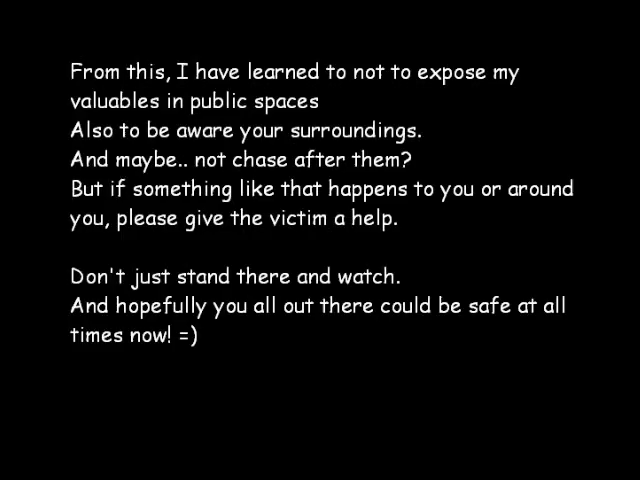 From this, I have learned to not to expose my
valuables in public spaces
Also to be aware your surroundings.
And maybe.. not chase after them?
But if something like that happens to you or around
you, please give the victim a help.
Don't just stand there and watch.
And hopefully you all out there could be safe at all
times now! =)